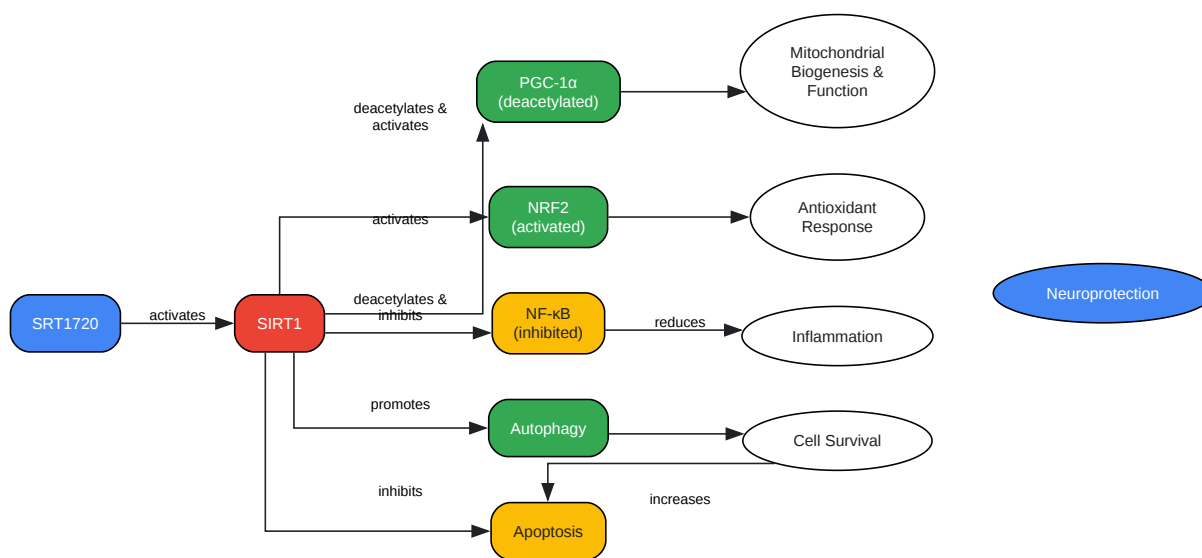 Mitochondrial
Biogenesis &
Function
PGC-1α
(deacetylated)
deacetylates &
activates
NRF2
(activated)
activates
Antioxidant
Response
Neuroprotection
SRT1720
activates
SIRT1
deacetylates &
inhibits
NF-κB
(inhibited)
reduces
Inflammation
promotes
Autophagy
Cell Survival
inhibits
increases
Apoptosis